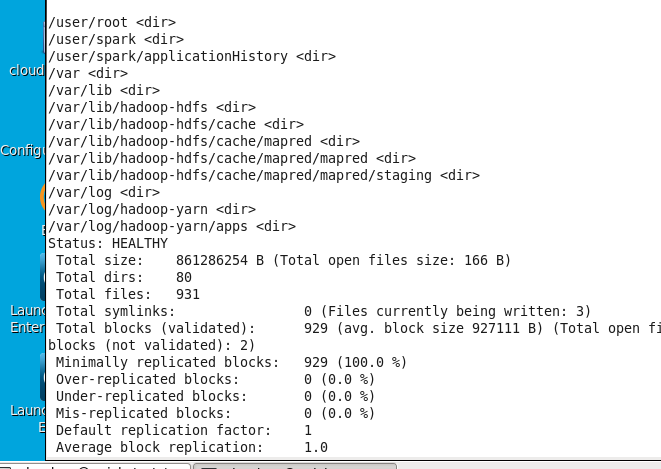 /user/root <dir>
/user/spark <dir>
/user/spark/applicationHistory <dir>
/var <dir>
/var/lib <dir>
/var/lib/hadoop-hdfs <dir>
/var/lib/hadoop-hdfs/cache <dir>
/var/lib/hadoop-hdfs/cache/mapred <dir>
/var/lib/hadoop-hdfs/cache/mapred/mapred <dir>
/var/lib/hadoop-hdfs/cache/mapred/mapred/staging <dir>
/var/log <dir>
/var/log/hadoop-yarn <dir>
/var/log/hadoop-yarn/apps <dir>
Status: HEALTHY
Total size: 861286254 B (Total open files size: 166 B)
Total dirs: 80
Total files: 931
Total symlinks: 0 (Files currently being written: 3)
Total blocks (validated): 929 (avg. block size 927111 B) (Total open fi
blocks (not validated): 2)
Minimally replicated blocks: 929 (100.0 %)
Over-replicated blocks: 0 (0.0 %)
Under-replicated blocks: 0 (0.0 %)
Mis-replicated blocks: 0 (0.0 %)
Default replication factor: 1
Average block replication: 1.0
cloud
Configu
Launc
Enter
Launc
E